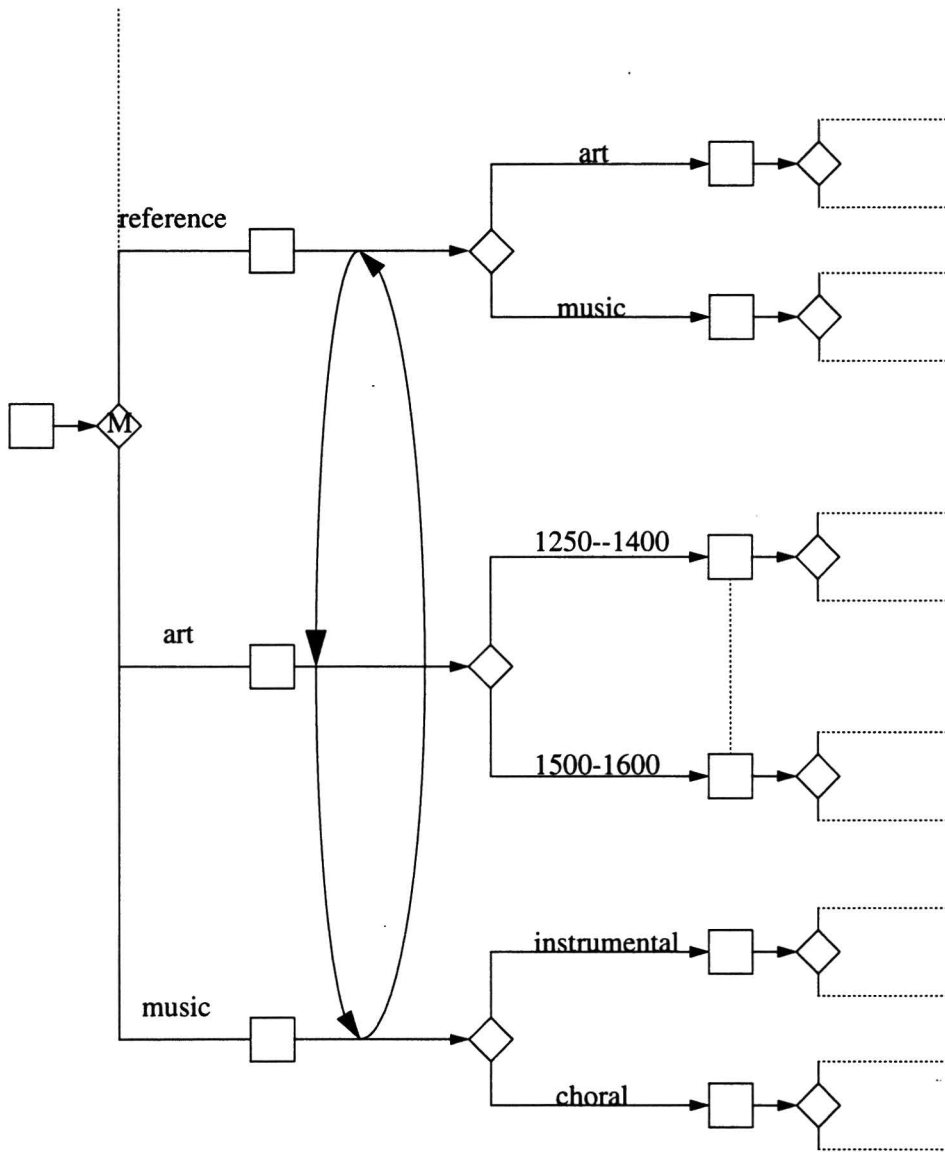 art
reference
music
M
1250--1400
art
1500-1600
instrumental
music
choral